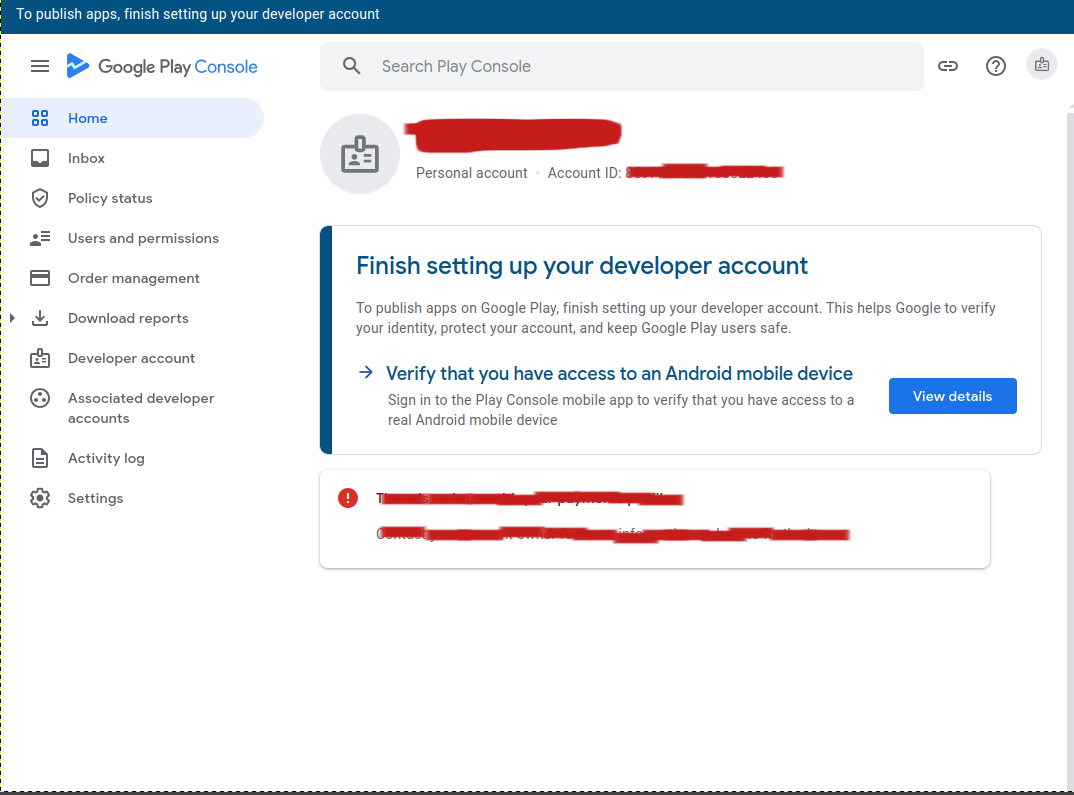 To publish apps, finish setting up your developer account
Google Play Console
Search Play Console
Home
Inbox
Policy status
Users and permissions
Order management
Download reports
Developer account
Associated developer
accounts
Activity log
Settings
Personal account • Account ID:
Finish setting up your developer account
To publish apps on Google Play, finish setting up your developer account. This helps Google to verify
your identity, protect your account, and keep Google Play users safe.
Verify that you have access to an Android mobile device
Sign in to the Play Console mobile app to verify that you have access to a
real Android mobile device
View details